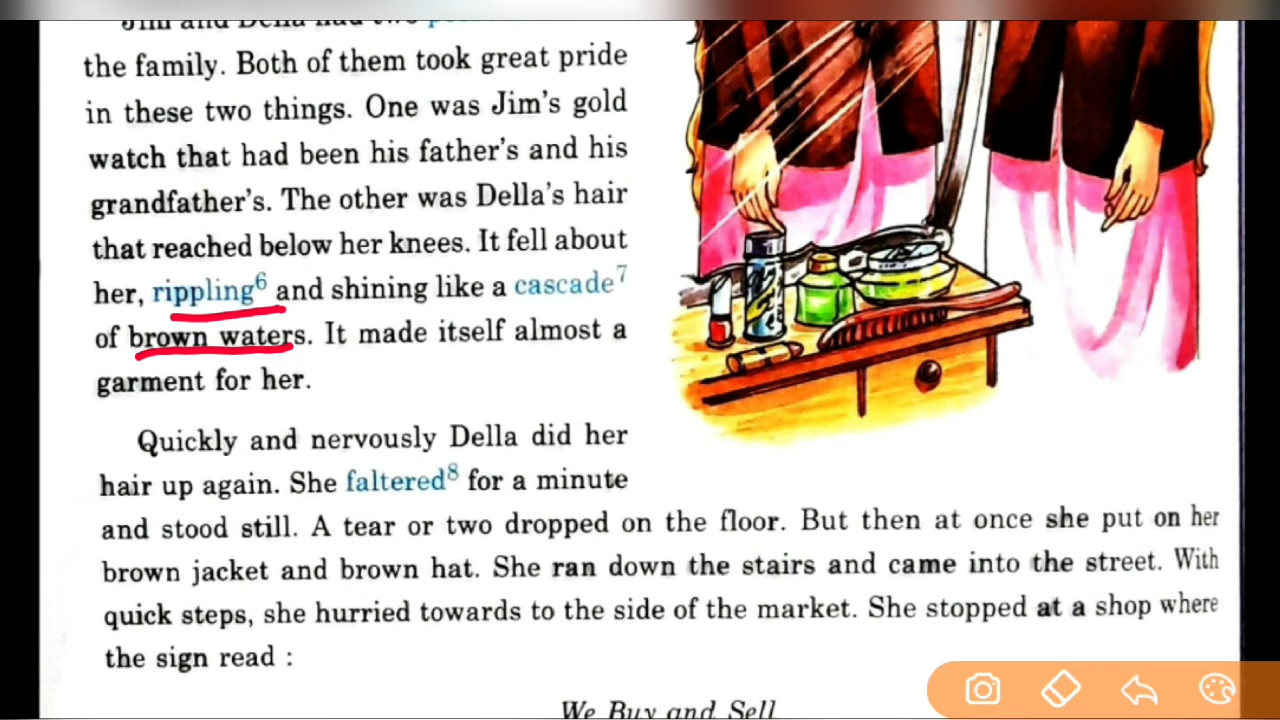 Jim and Della had two
the family. Both of them took great pride
in these two things. One was Jim's gold
watch that had been his father's and his
grandfather's. The other was Della's hair
that reached below her knees. It fell about
her, rippling⁶ and shining like a cascade⁷
of brown waters. It made itself almost a
garment for her.
Quickly and nervously Della did her
hair up again. She faltered⁸ for a minute
and stood still. A tear or two dropped on the floor. But then at once she put on her
brown jacket and brown hat. She ran down the stairs and came into the street. With
quick steps, she hurried towards to the side of the market. She stopped at a shop where
the sign read :
We Buy and Sell